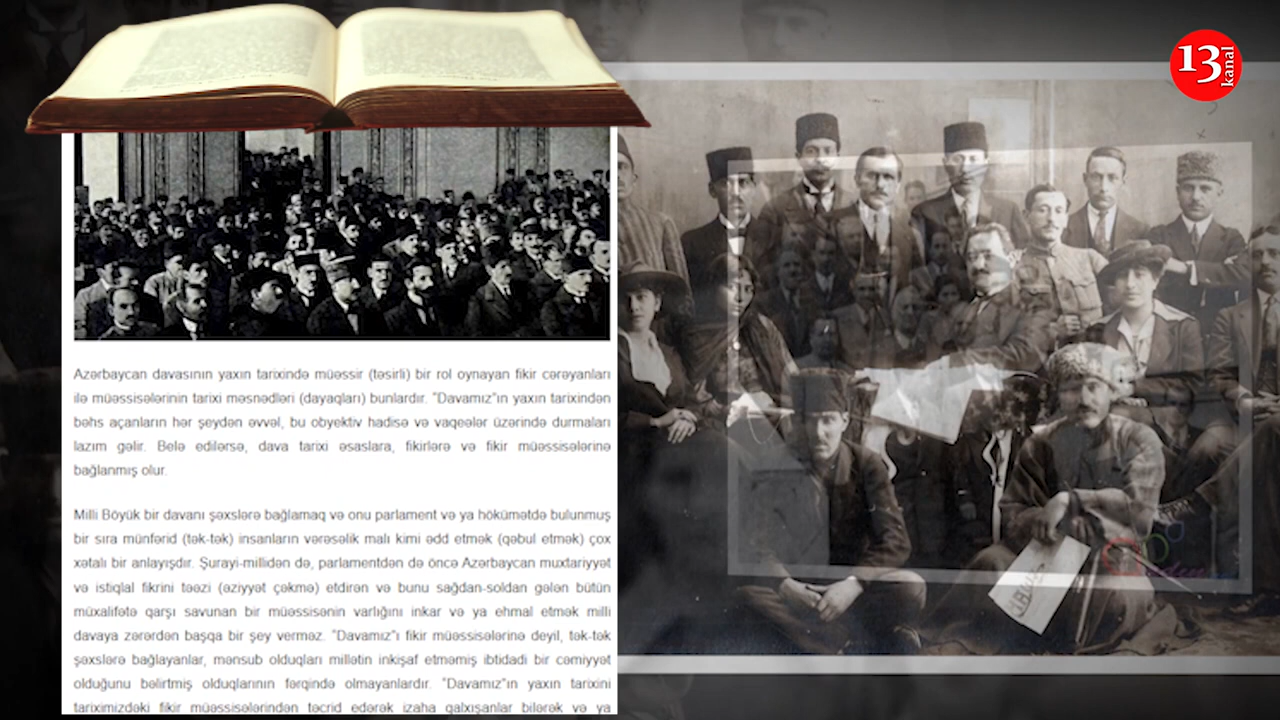 13
kanal
Azərbaycan davasının yaxın tarixində müəssir (təsirli) bir rol oynayan fikir cərəyanları
ilə müəssisələrinin tarixi məsnədləri (dayaqları) bunlardır. "Davamız"ın yaxın tarixindən
bəhs açanların hər şeydən əvvəl, bu obyektiv hadisə və vaqeələr üzərində durmaları
lazım gəlir. Belə edilərsə, dava tarixi əsaslara, fikirlərə və fikir müəssisələrinə
bağlanmış olur.
Milli Böyük bir davanı şəxslərə bağlamaq və onu parlament və ya hökümətdə bulunmuş
bir sıra münfərid (tək-tək) insanların vərəsəlik malı kimi ədd etmək (qəbul etmək) çox
xətalı bir anlayışdır. Şurayi-millidən də, parlamentdən də öncə Azərbaycan muxtariyyət
və istiqlal fikrini təəzi (əziyyət çəkmə) etdirən və bunu sağdan-soldan gələn bütün
müxalifətə qarşı savunan bir müəssisənin varlığını inkar və ya ehmal etmək milli
davaya zərərdən başqa bir şey verməz. "Davamız"ı fikir müəssisələrinə deyil, tək-tək
şəxslərə bağlayanlar, mənsub olduqları millətin inkişaf etməmiş ibtidadi bir cəmiyyət
olduğunu bəlirtmiş olduqlarının fərqində olmayanlardır. "Davamız"ın yaxın tarixini
tariximizdəki fikir müəssisələrindən təcrid edərək izaha qalxışanlar bilərək və ya